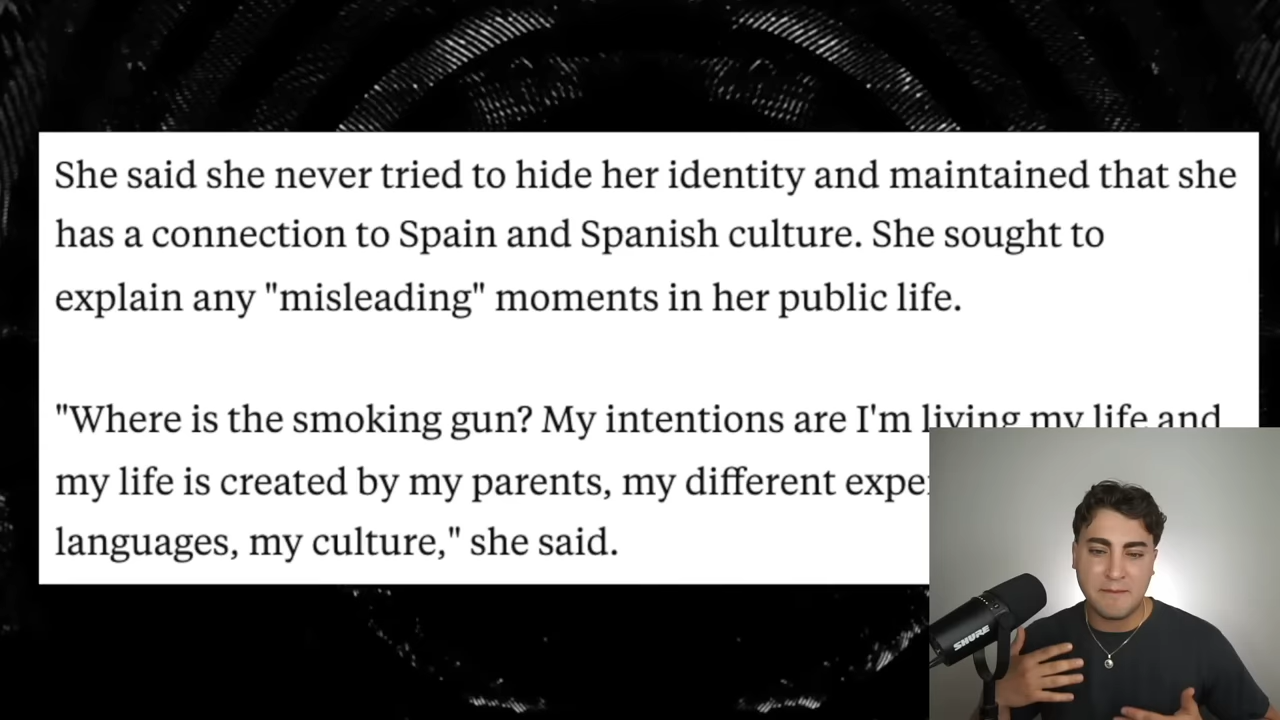 She said she never tried to hide her identity and maintained that she
has a connection to Spain and Spanish culture. She sought to
explain any "misleading" moments in her public life.
"Where is the smoking gun? My intentions are I'm living my life and
my life is created by my parents, my different
languages, my culture," she said.
SHURE